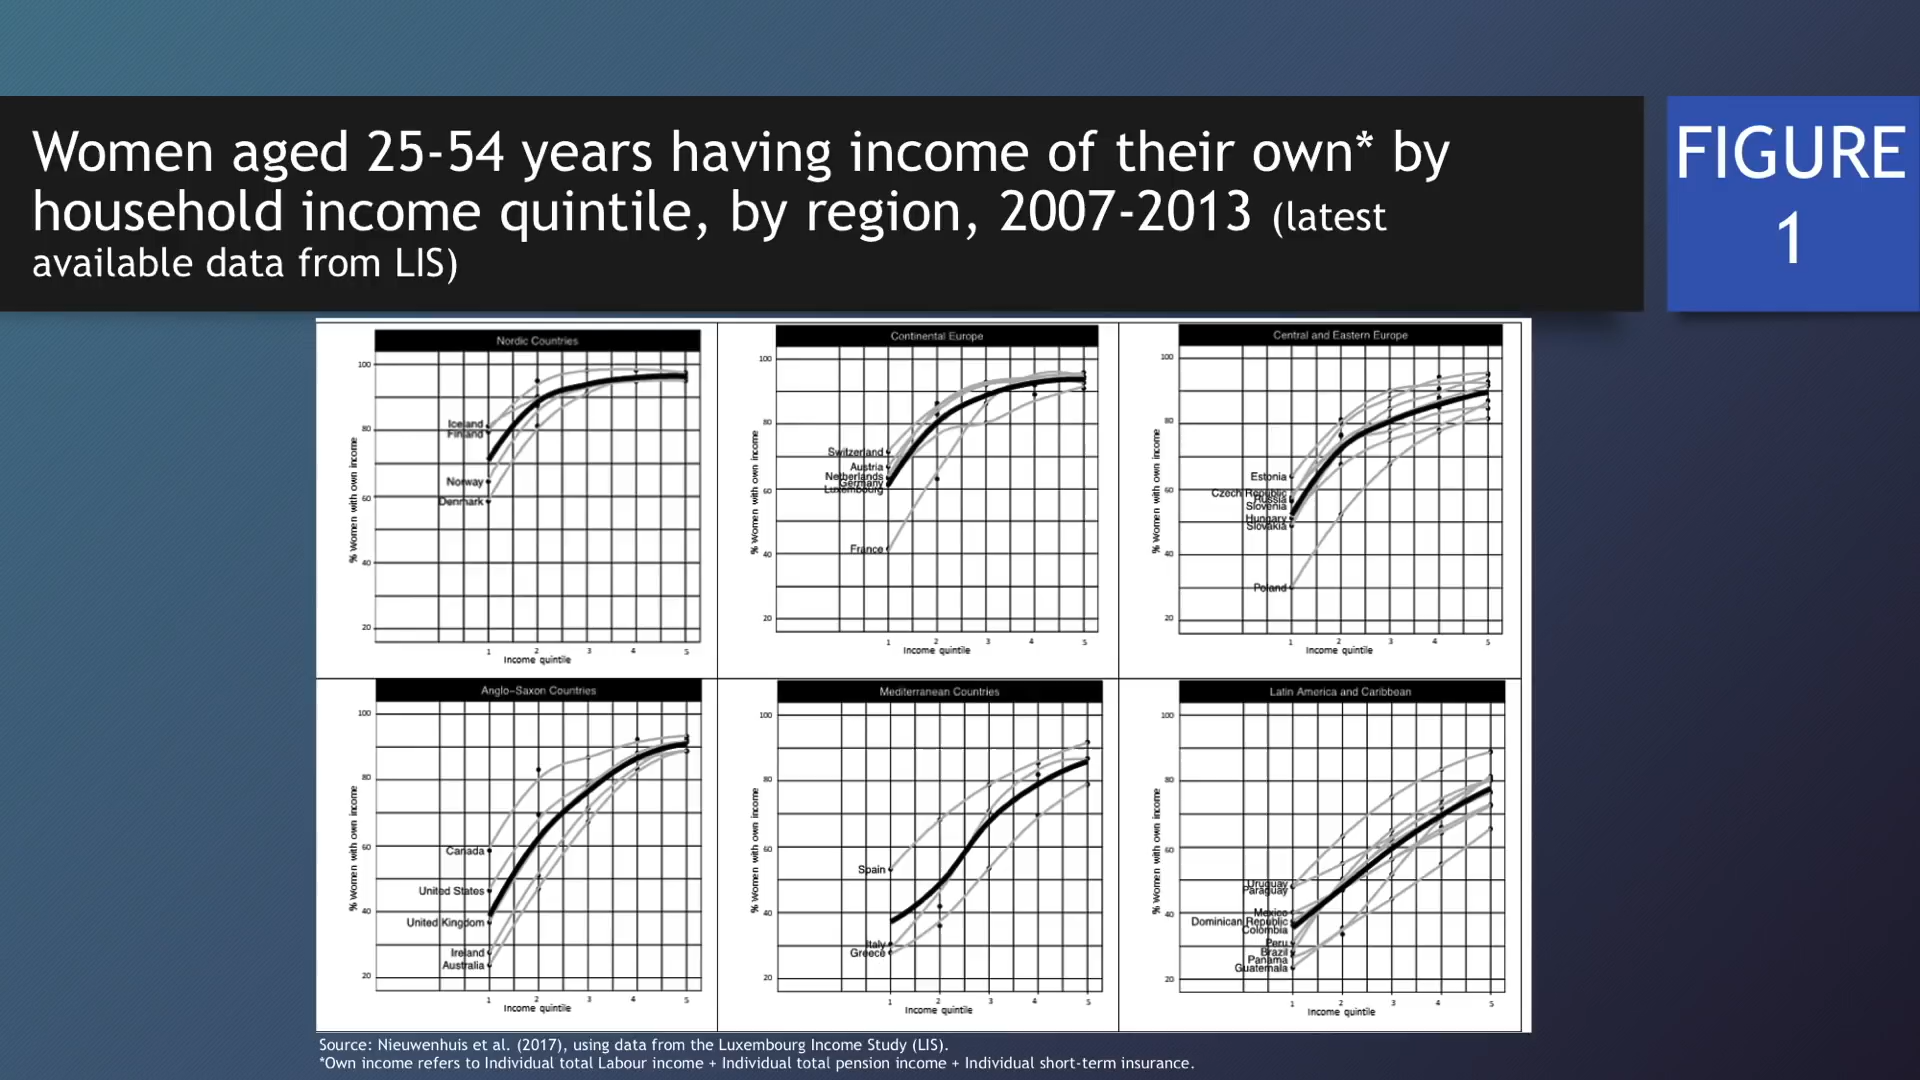 Women aged 25-54 years having income of their own* by
household income quintile, by region, 2007-2013 (latest
available data from LIS)
FIGURE
1
Nordic Countries
% Women with own income
100
80
60
40
20
Iceland
Finland
Norway
Denmark
1 2 3 4 5
Income quintile
Continental Europe
% Women with own income
100
80
60
40
20
Switzerland
Austria
Netherlands
Germany
Luxembourg
France
1 2 3 4 5
Income quintile
Central and Eastern Europe
% Women with own income
100
80
60
40
20
Estonia
Czech Republic
Russia
Slovenia
Hungary
Slovakia
Poland
1 2 3 4 5
Income quintile
Anglo-Saxon Countries
% Women with own income
100
80
60
40
20
Canada
United States
United Kingdom
Ireland
Australia
1 2 3 4 5
Income quintile
Mediterranean Countries
% Women with own income
100
80
60
40
20
Spain
Italy
Greece
1 2 3 4 5
Income quintile
Latin America and Caribbean
% Women with own income
100
80
60
40
20
Uruguay
Paraguay
Mexico
Dominican Republic
Colombia
Peru
Brazil
Panama
Guatemala
1 2 3 4 5
Income quintile
Source: Nieuwenhuis et al. (2017), using data from the Luxembourg Income Study (LIS).
*Own income refers to Individual total Labour income + Individual total pension income + Individual short-term insurance.